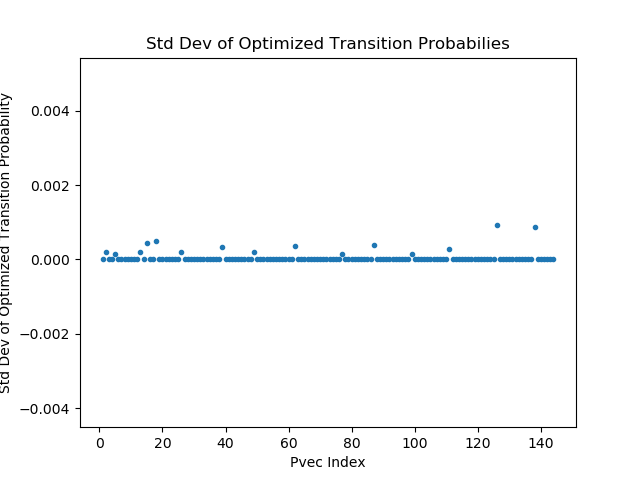 Std Dev of Optimized Transition Probabilies
Std Dev of Optimized Transition Probability
0.004
0.002
0.000
−0.002
−0.004
0 20 40 60 80 100 120 140
Pvec Index